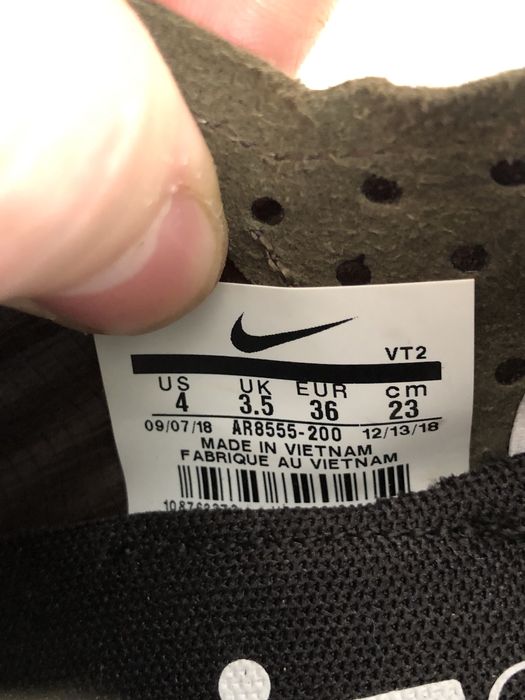 VT2
US UK EUR cm
4 3.5 36 23
09/07/18 AR8555-200 12/13/18
MADE IN VIETNAM
FABRIQUE AU VIETNAM